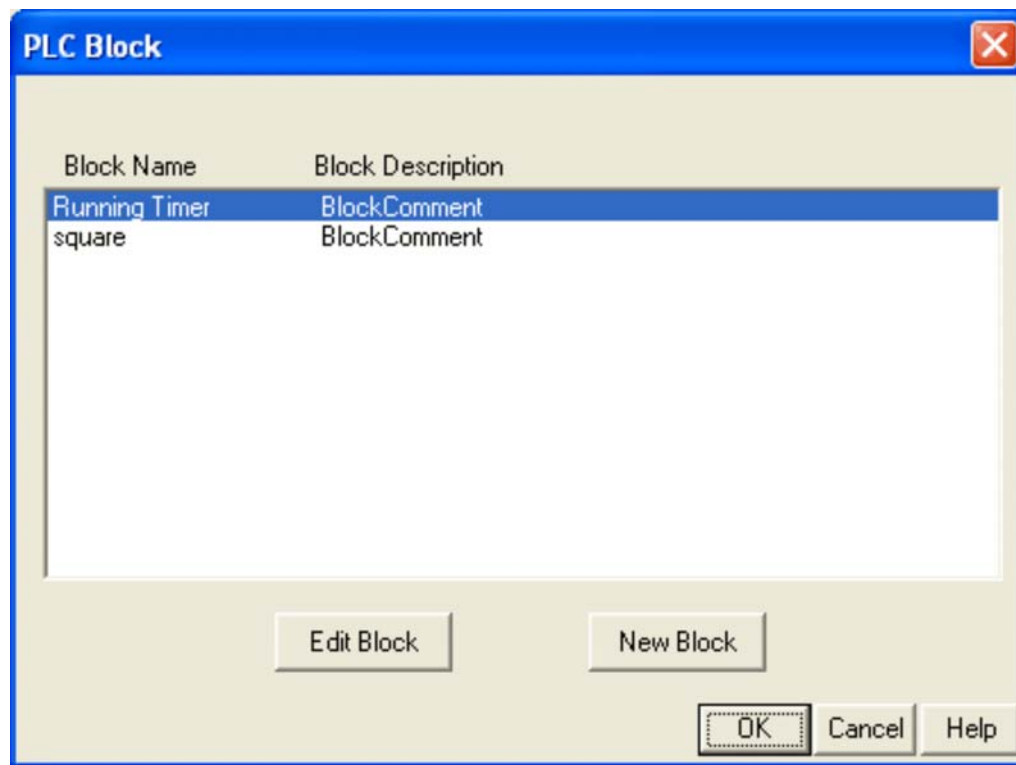 PLC Block
Block Name Block Description
Running Timer BlockComment
square BlockComment
Edit Block New Block
OK Cancel Help